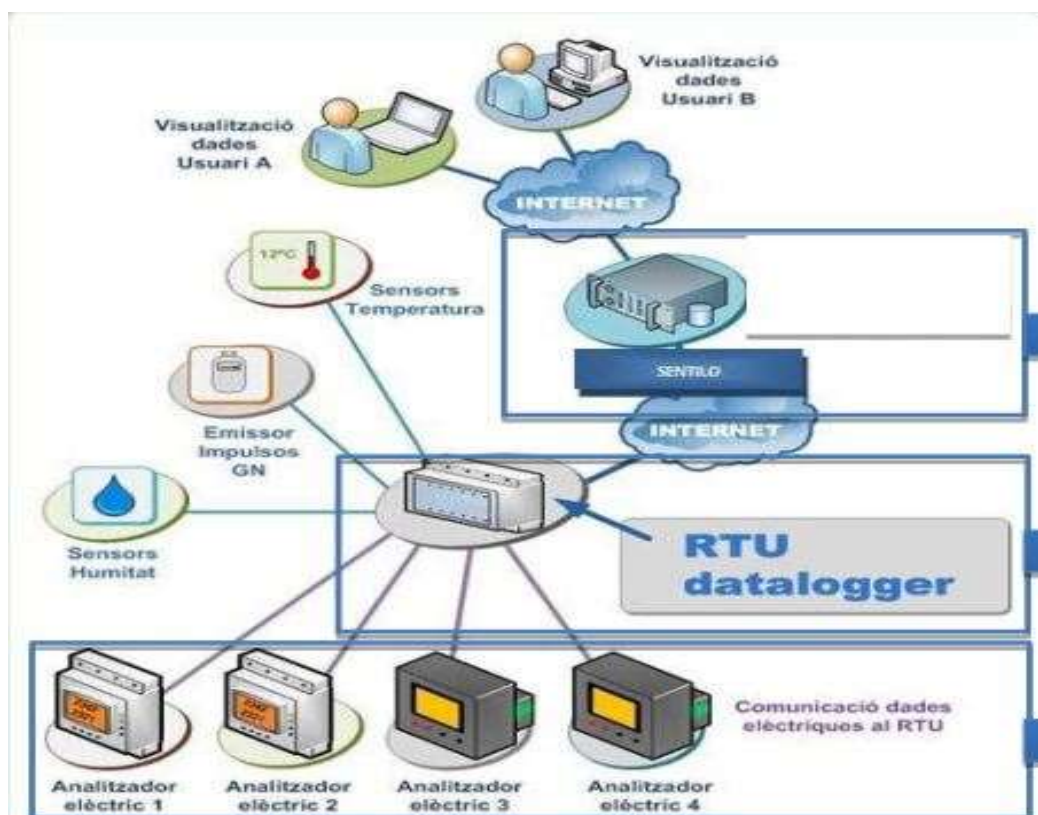 Visualització
dades
Usuari B
Visualització
dades
Usuari A
INTERNET
12ºC
Sensors
Temperatura
SENTILO
Emissor
Impulsos
GN
INTERNET
Sensors
Humitat
RTU
datalogger
Comunicació dades
elèctriques al RTU
Analitzador
elèctric 1
Analitzador
elèctric 2
Analitzador
elèctric 3
Analitzador
elèctric 4